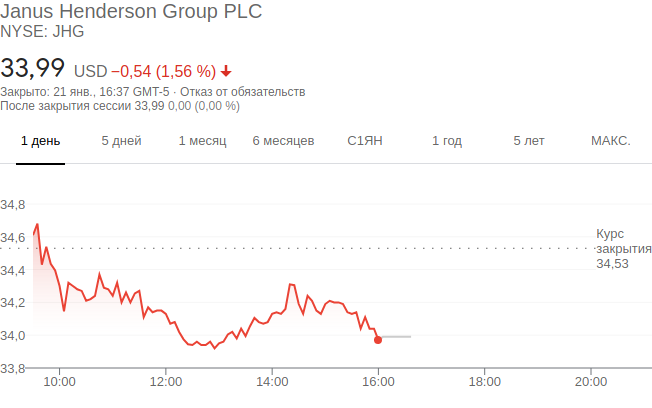 Janus Henderson Group PLC
NYSE: JHG
33,99 USD −0,54 (1,56 %)
Закрыто: 21 янв., 16:37 GMT-5 · Отказ от обязательств
После закрытия сессии 33,99 0,00 (0,00 %)
1 день 5 дней 1 месяц 6 месяцев С1ЯН 1 год 5 лет МАКС.
34,8
34,6
34,4
34,2
34,0
33,8
Курс
закрытия
34,53
10:00 12:00 14:00 16:00 18:00 20:00